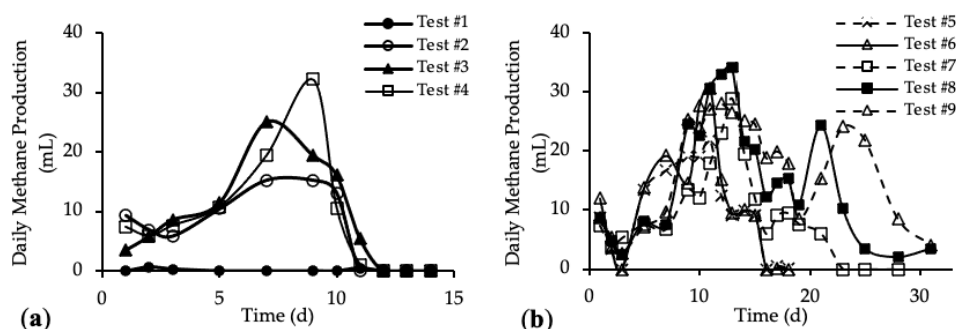 40
30
20
10
0
Daily Methane Production
(mL)
Test #1
Test #2
Test #3
Test #4
0 5 10 15
Time (d)
(a)
40
30
20
10
0
Daily Methane Production
(mL)
Test #5
Test #6
Test #7
Test #8
Test #9
0 10 20 30
Time (d)
(b)